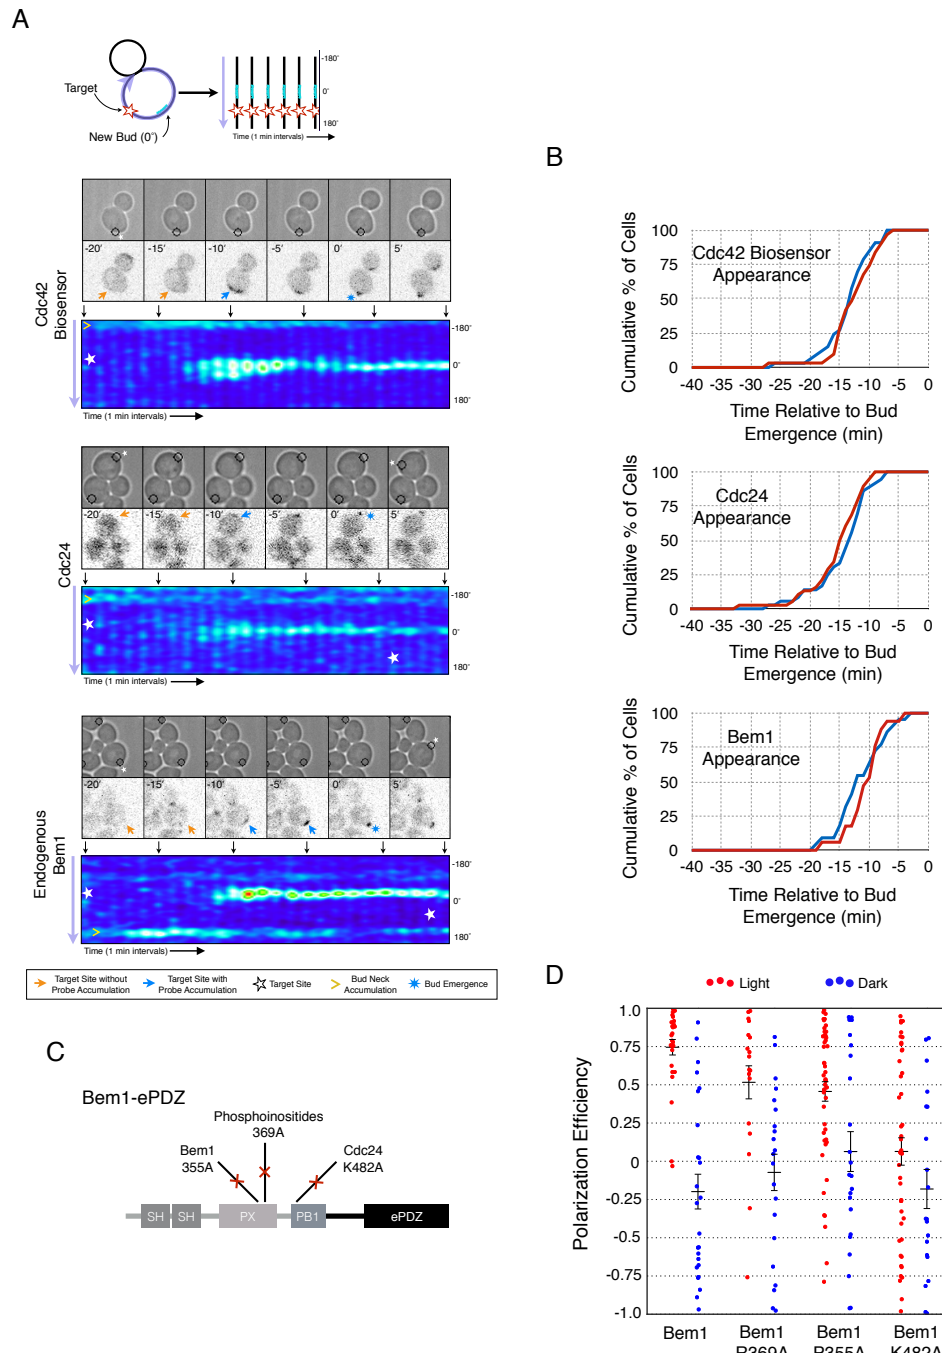 A
Target
New Bud (0°)
-180°
0°
180°
Time (1 min intervals)
Cdc42
Biosensor
-20'
-15'
-10'
-5'
0'
5'
-180°
0°
180°
Time (1 min intervals)
Cdc24
-20'
-15'
-10'
-5'
0'
5'
-180°
0°
180°
Time (1 min intervals)
Endogenous
Bem1
-20'
-15'
-10'
-5'
0'
5'
-180°
0°
180°
Time (1 min intervals)
Target Site without
Probe Accumulation
Target Site with
Probe Accumulation
Target Site
Bud Neck
Accumulation
Bud Emergence
B
Cumulative % of Cells
100
75
50
25
0
Cdc42 Biosensor
Appearance
-40 -35 -30 -25 -20 -15 -10 -5 0
Time Relative to Bud
Emergence (min)
Cumulative % of Cells
100
75
50
25
0
Cdc24
Appearance
-40 -35 -30 -25 -20 -15 -10 -5 0
Time Relative to Bud
Emergence (min)
Cumulative % of Cells
100
75
50
25
0
Bem1
Appearance
-40 -35 -30 -25 -20 -15 -10 -5 0
Time Relative to Bud
Emergence (min)
C
Bem1-ePDZ
Phosphoinositides
369A
Bem1
355A
Cdc24
K482A
SH
SH
PX
PB1
ePDZ
D
Light
Dark
Polarization Efficiency
1.0
0.75
0.5
0.25
0
-0.25
-0.5
-0.75
-1.0
Bem1 Bem1 Bem1 Bem1
R369A R355A K482A